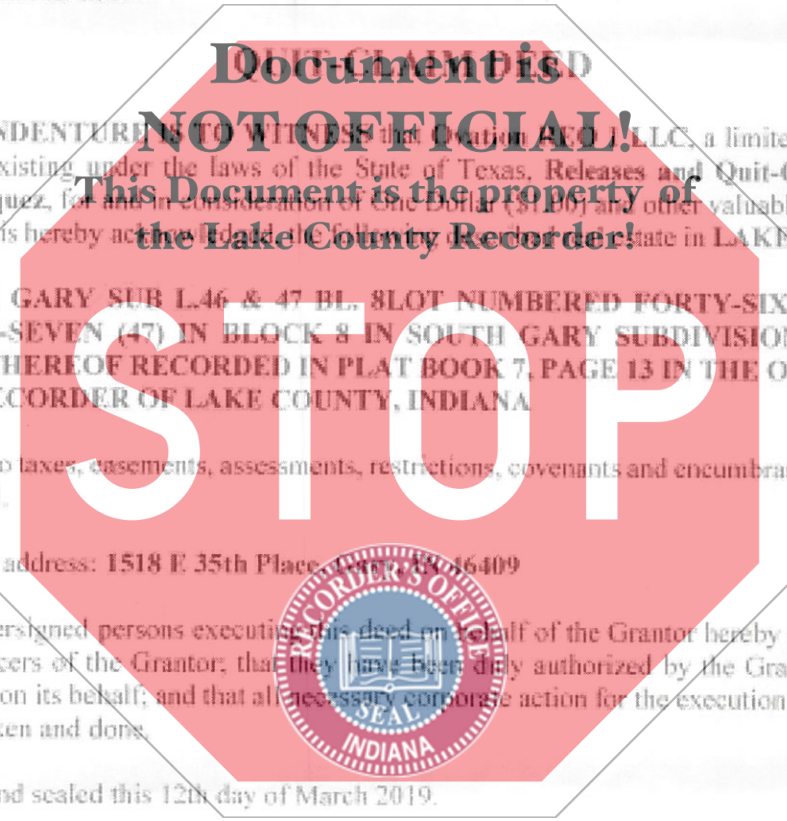 QUIT-CLAIM DEED
Document is
NOT OFFICIAL!
This Document is the property of
the Lake County Recorder!
NDENTURE IS TO WITNESS that Ovation REO 1 LLC, a limite
xisting under the laws of the State of Texas, Releases and Quit-C
quez, for and in consideration of One Dollar ($1.00) and other valuabl
is hereby acknowledged, the following described real estate in LAKE
GARY SUB L.46 & 47 BL. 8LOT NUMBERED FORTY-SIX
-SEVEN (47) IN BLOCK 8 IN SOUTH GARY SUBDIVISION
HEREOF RECORDED IN PLAT BOOK 7, PAGE 13 IN THE O
ECORDER OF LAKE COUNTY, INDIANA
STOP
o taxes, easements, assessments, restrictions, covenants and encumbra
address: 1518 E 35th Place, Gary, IN 46409
ersigned persons executing this deed on behalf of the Grantor hereby
cers of the Grantor; that they have been duly authorized by the Gra
on its behalf; and that all necessary corporate action for the execution
ken and done.
RECORDER'S OFFICE
SEAL
INDIANA
nd sealed this 12th day of March 2019.